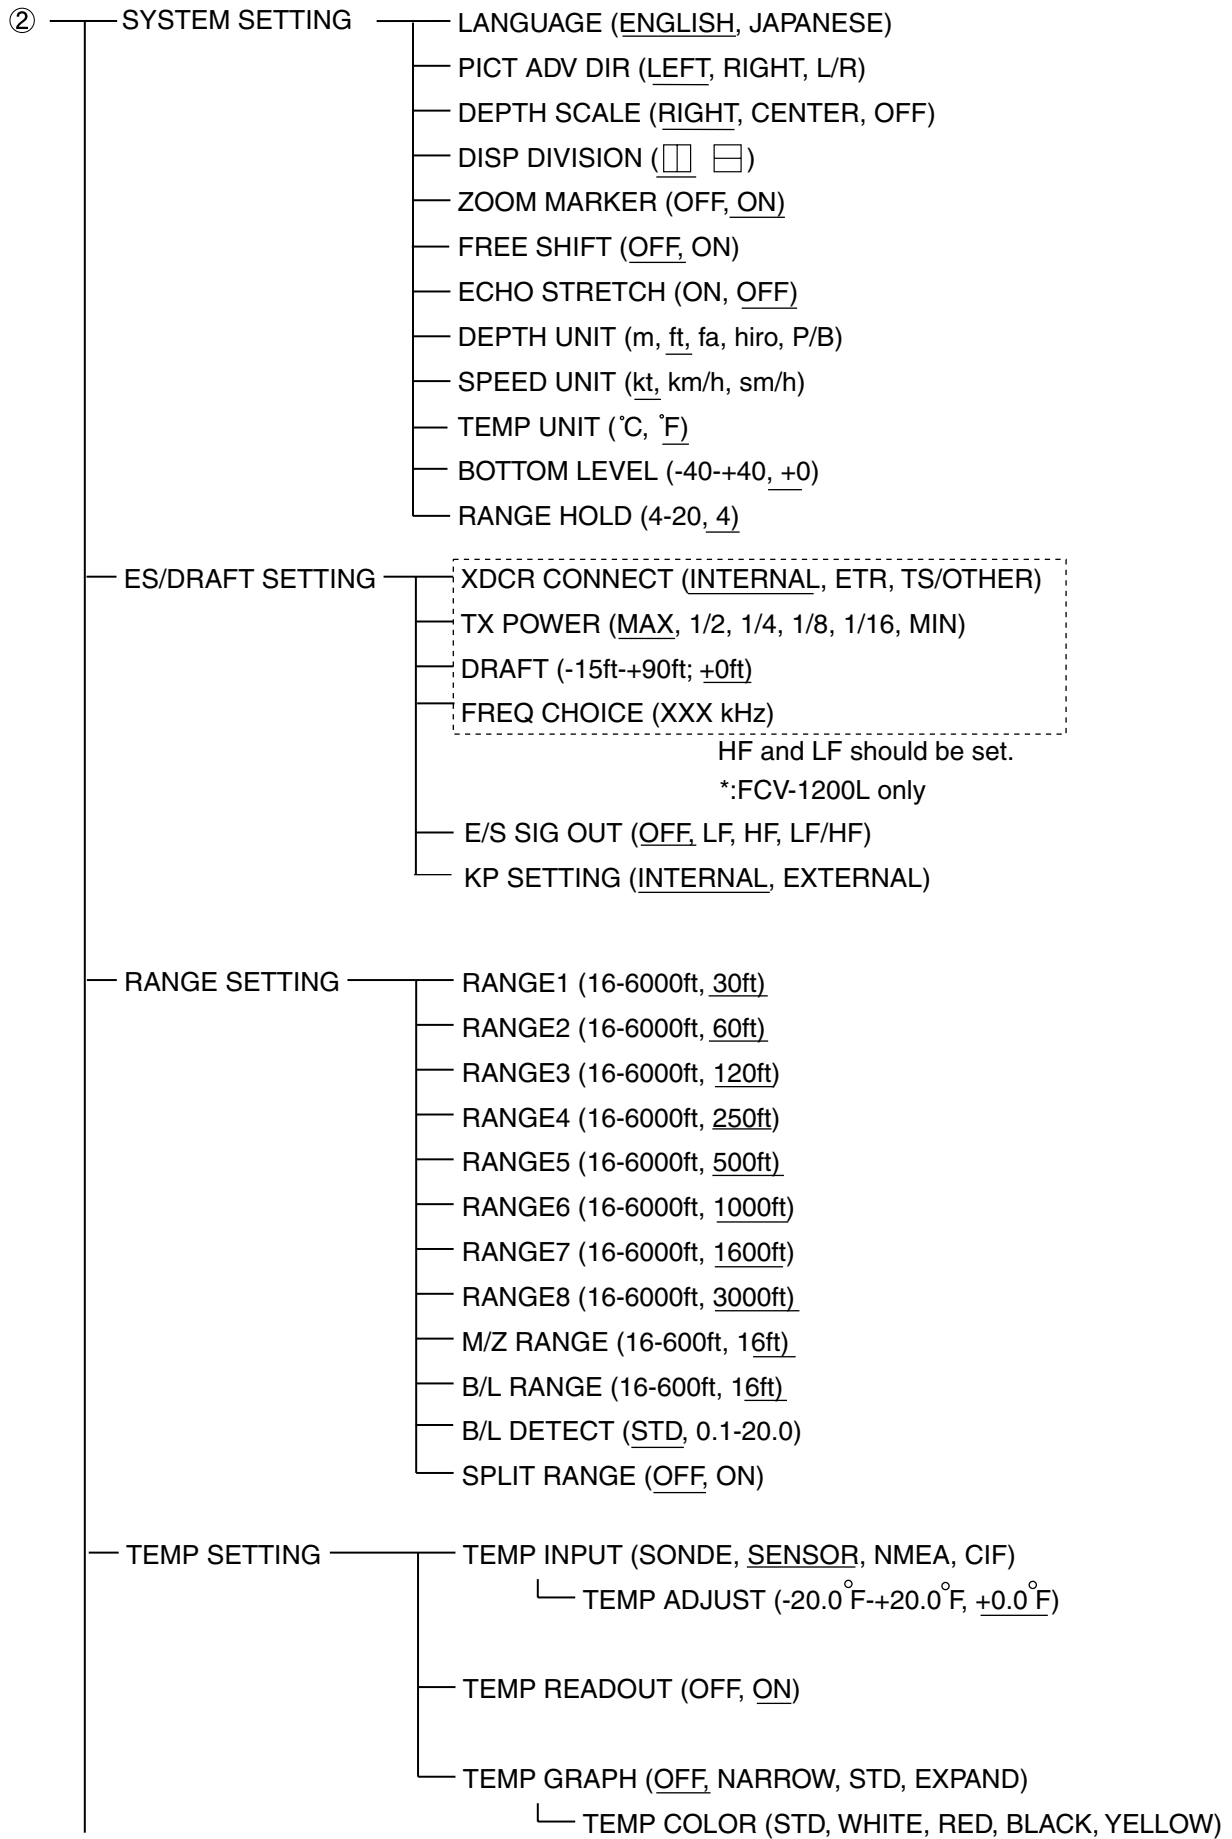 ② SYSTEM SETTING LANGUAGE (ENGLISH, JAPANESE)
PICT ADV DIR (LEFT, RIGHT, L/R)
DEPTH SCALE (RIGHT, CENTER, OFF)
DISP DIVISION ( )
ZOOM MARKER (OFF, ON)
FREE SHIFT (OFF, ON)
ECHO STRETCH (ON, OFF)
DEPTH UNIT (m, ft, fa, hiro, P/B)
SPEED UNIT (kt, km/h, sm/h)
TEMP UNIT (°C, °F)
BOTTOM LEVEL (-40-+40, +0)
RANGE HOLD (4-20, 4)
ES/DRAFT SETTING XDCR CONNECT (INTERNAL, ETR, TS/OTHER)
TX POWER (MAX, 1/2, 1/4, 1/8, 1/16, MIN)
DRAFT (-15ft-+90ft; +0ft)
FREQ CHOICE (XXX kHz)
HF and LF should be set.
*:FCV-1200L only
E/S SIG OUT (OFF, LF, HF, LF/HF)
KP SETTING (INTERNAL, EXTERNAL)
RANGE SETTING RANGE1 (16-6000ft, 30ft)
RANGE2 (16-6000ft, 60ft)
RANGE3 (16-6000ft, 120ft)
RANGE4 (16-6000ft, 250ft)
RANGE5 (16-6000ft, 500ft)
RANGE6 (16-6000ft, 1000ft)
RANGE7 (16-6000ft, 1600ft)
RANGE8 (16-6000ft, 3000ft)
M/Z RANGE (16-600ft, 16ft)
B/L RANGE (16-600ft, 16ft)
B/L DETECT (STD, 0.1-20.0)
SPLIT RANGE (OFF, ON)
TEMP SETTING TEMP INPUT (SONDE, SENSOR, NMEA, CIF)
TEMP ADJUST (-20.0°F-+20.0°F, +0.0°F)
TEMP READOUT (OFF, ON)
TEMP GRAPH (OFF, NARROW, STD, EXPAND)
TEMP COLOR (STD, WHITE, RED, BLACK, YELLOW)